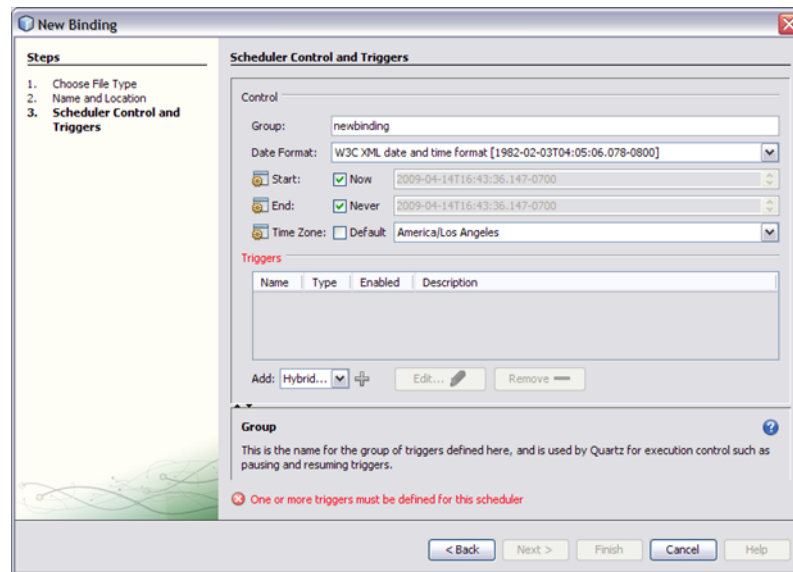 New Binding
Steps
1. Choose File Type
2. Name and Location
3. Scheduler Control and
Triggers
Scheduler Control and Triggers
Control
Group: newbinding
Date Format: W3C XML date and time format [1982-02-03T04:05:06.078-0800]
Start: Now 2009-04-14T16:43:36.147-0700
End: Never 2009-04-14T16:43:36.147-0700
Time Zone: Default America/Los Angeles
Triggers
Name Type Enabled Description
Add: Hybrid... Edit... Remove
Group
This is the name for the group of triggers defined here, and is used by Quartz for execution control such as
pausing and resuming triggers.
One or more triggers must be defined for this scheduler
< Back Next > Finish Cancel Help